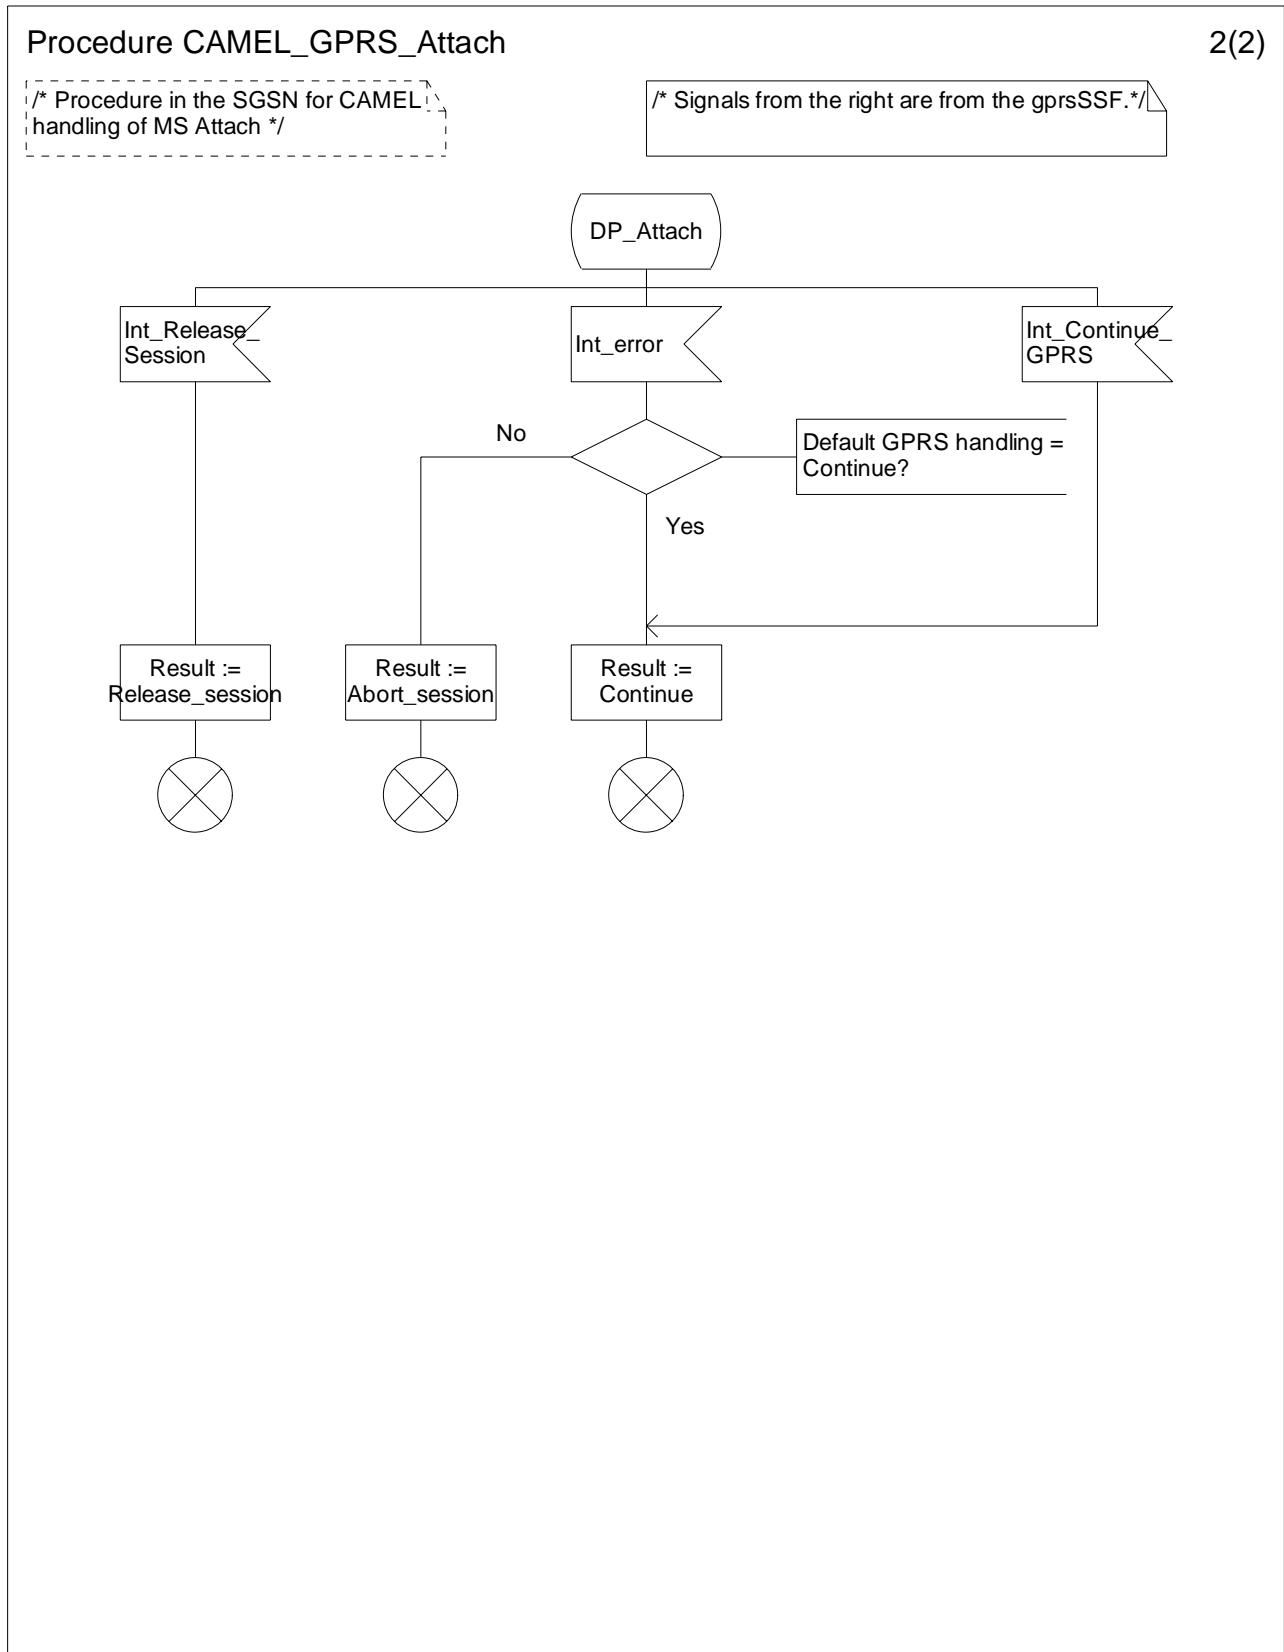 Procedure CAMEL_GPRS_Attach
2(2)
/* Procedure in the SGSN for CAMEL
handling of MS Attach */
/* Signals from the right are from the gprsSSF.*/
DP_Attach
Int_Release_
Session
Int_error
Int_Continue_
GPRS
No
Default GPRS handling =
Continue?
Yes
Result :=
Release_session
Result :=
Abort_session
Result :=
Continue